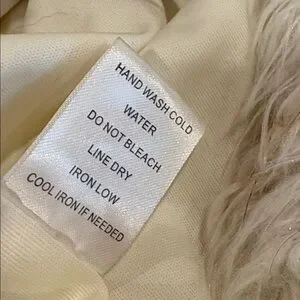 HAND WASH COLD
WATER
DO NOT BLEACH
LINE DRY
IRON LOW
COOL IRON IF NEEDED